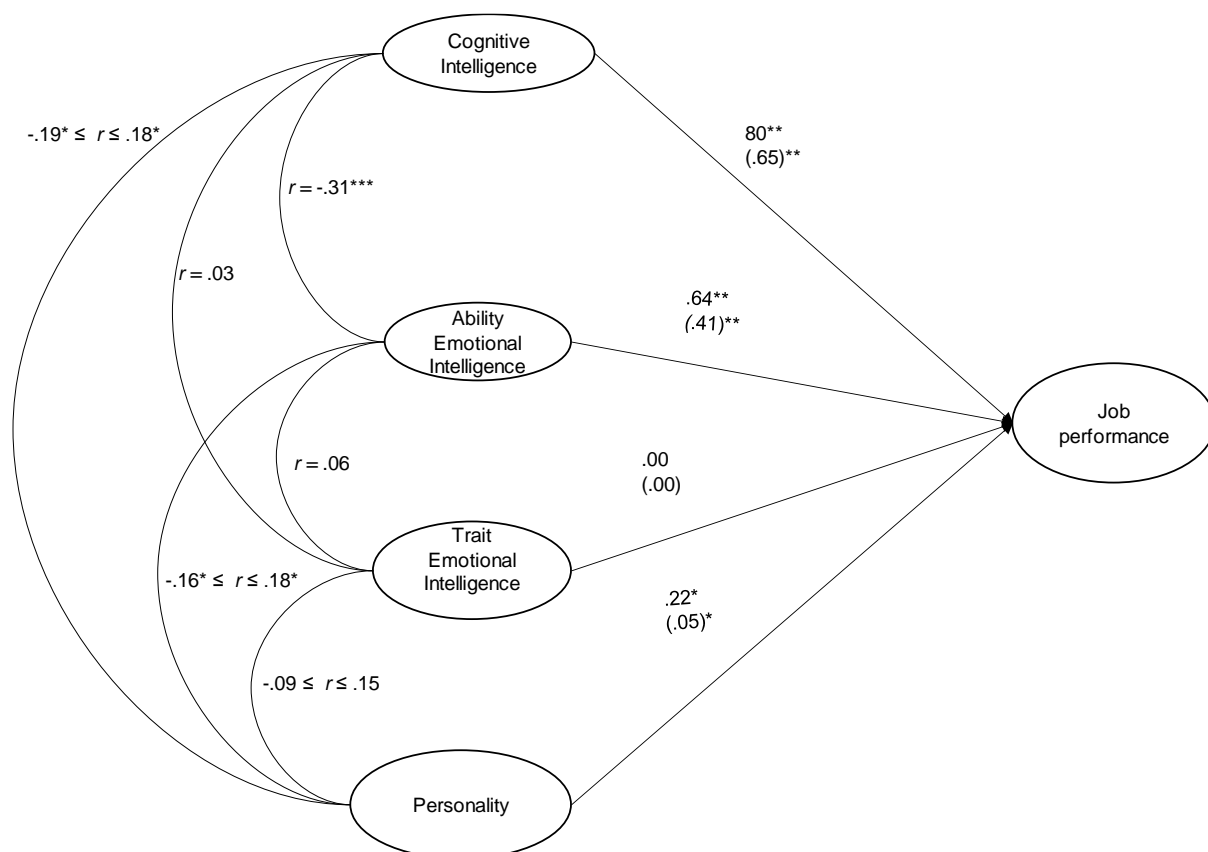 Cognitive
Intelligence
-.19* ≤ r ≤ .18*
80**
(.65)**
r = -.31***
r = .03
Ability
Emotional
Intelligence
.64**
(.41)**
Job
performance
r = .06
.00
(.00)
Trait
Emotional
Intelligence
-.16* ≤ r ≤ .18*
.22*
(.05)*
-.09 ≤ r ≤ .15
Personality